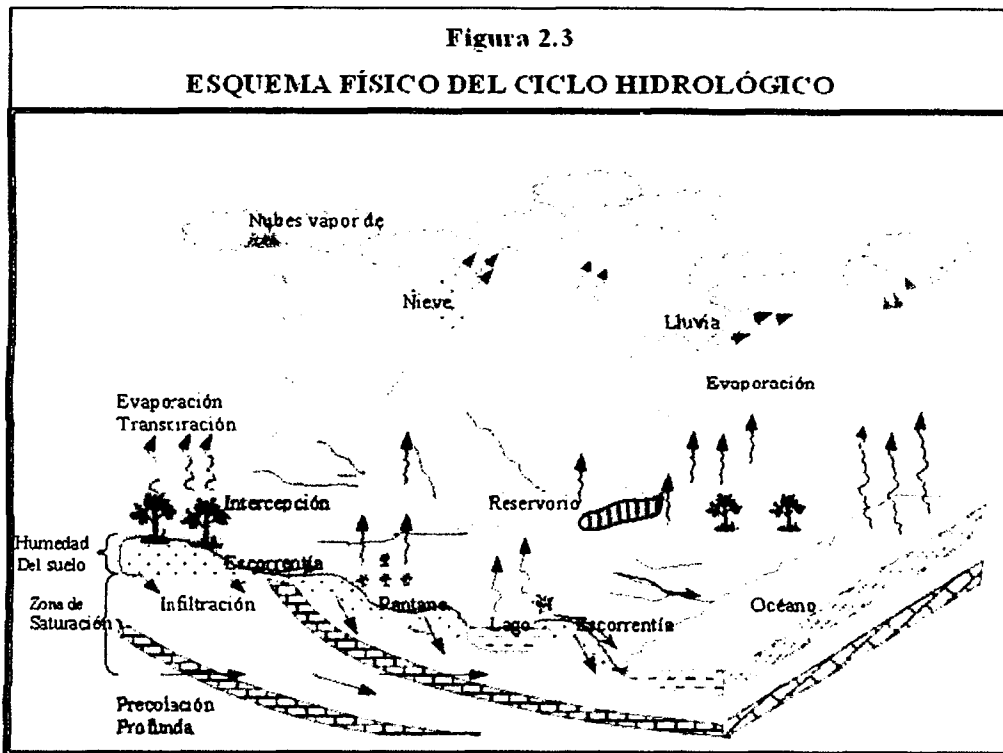 Figura 2.3
ESQUEMA FÍSICO DEL CICLO HIDROLÓGICO
Nubes vapor de
Nieve
Lluvia
Evaporación
Evaporación
Transpiración
Intercepción
Reservorio
Humedad
Del suelo
Escorrentía
Zona de
Saturación
Infiltración
Pantano
Lago
Escorrentía
Océano
Precolación
Profunda